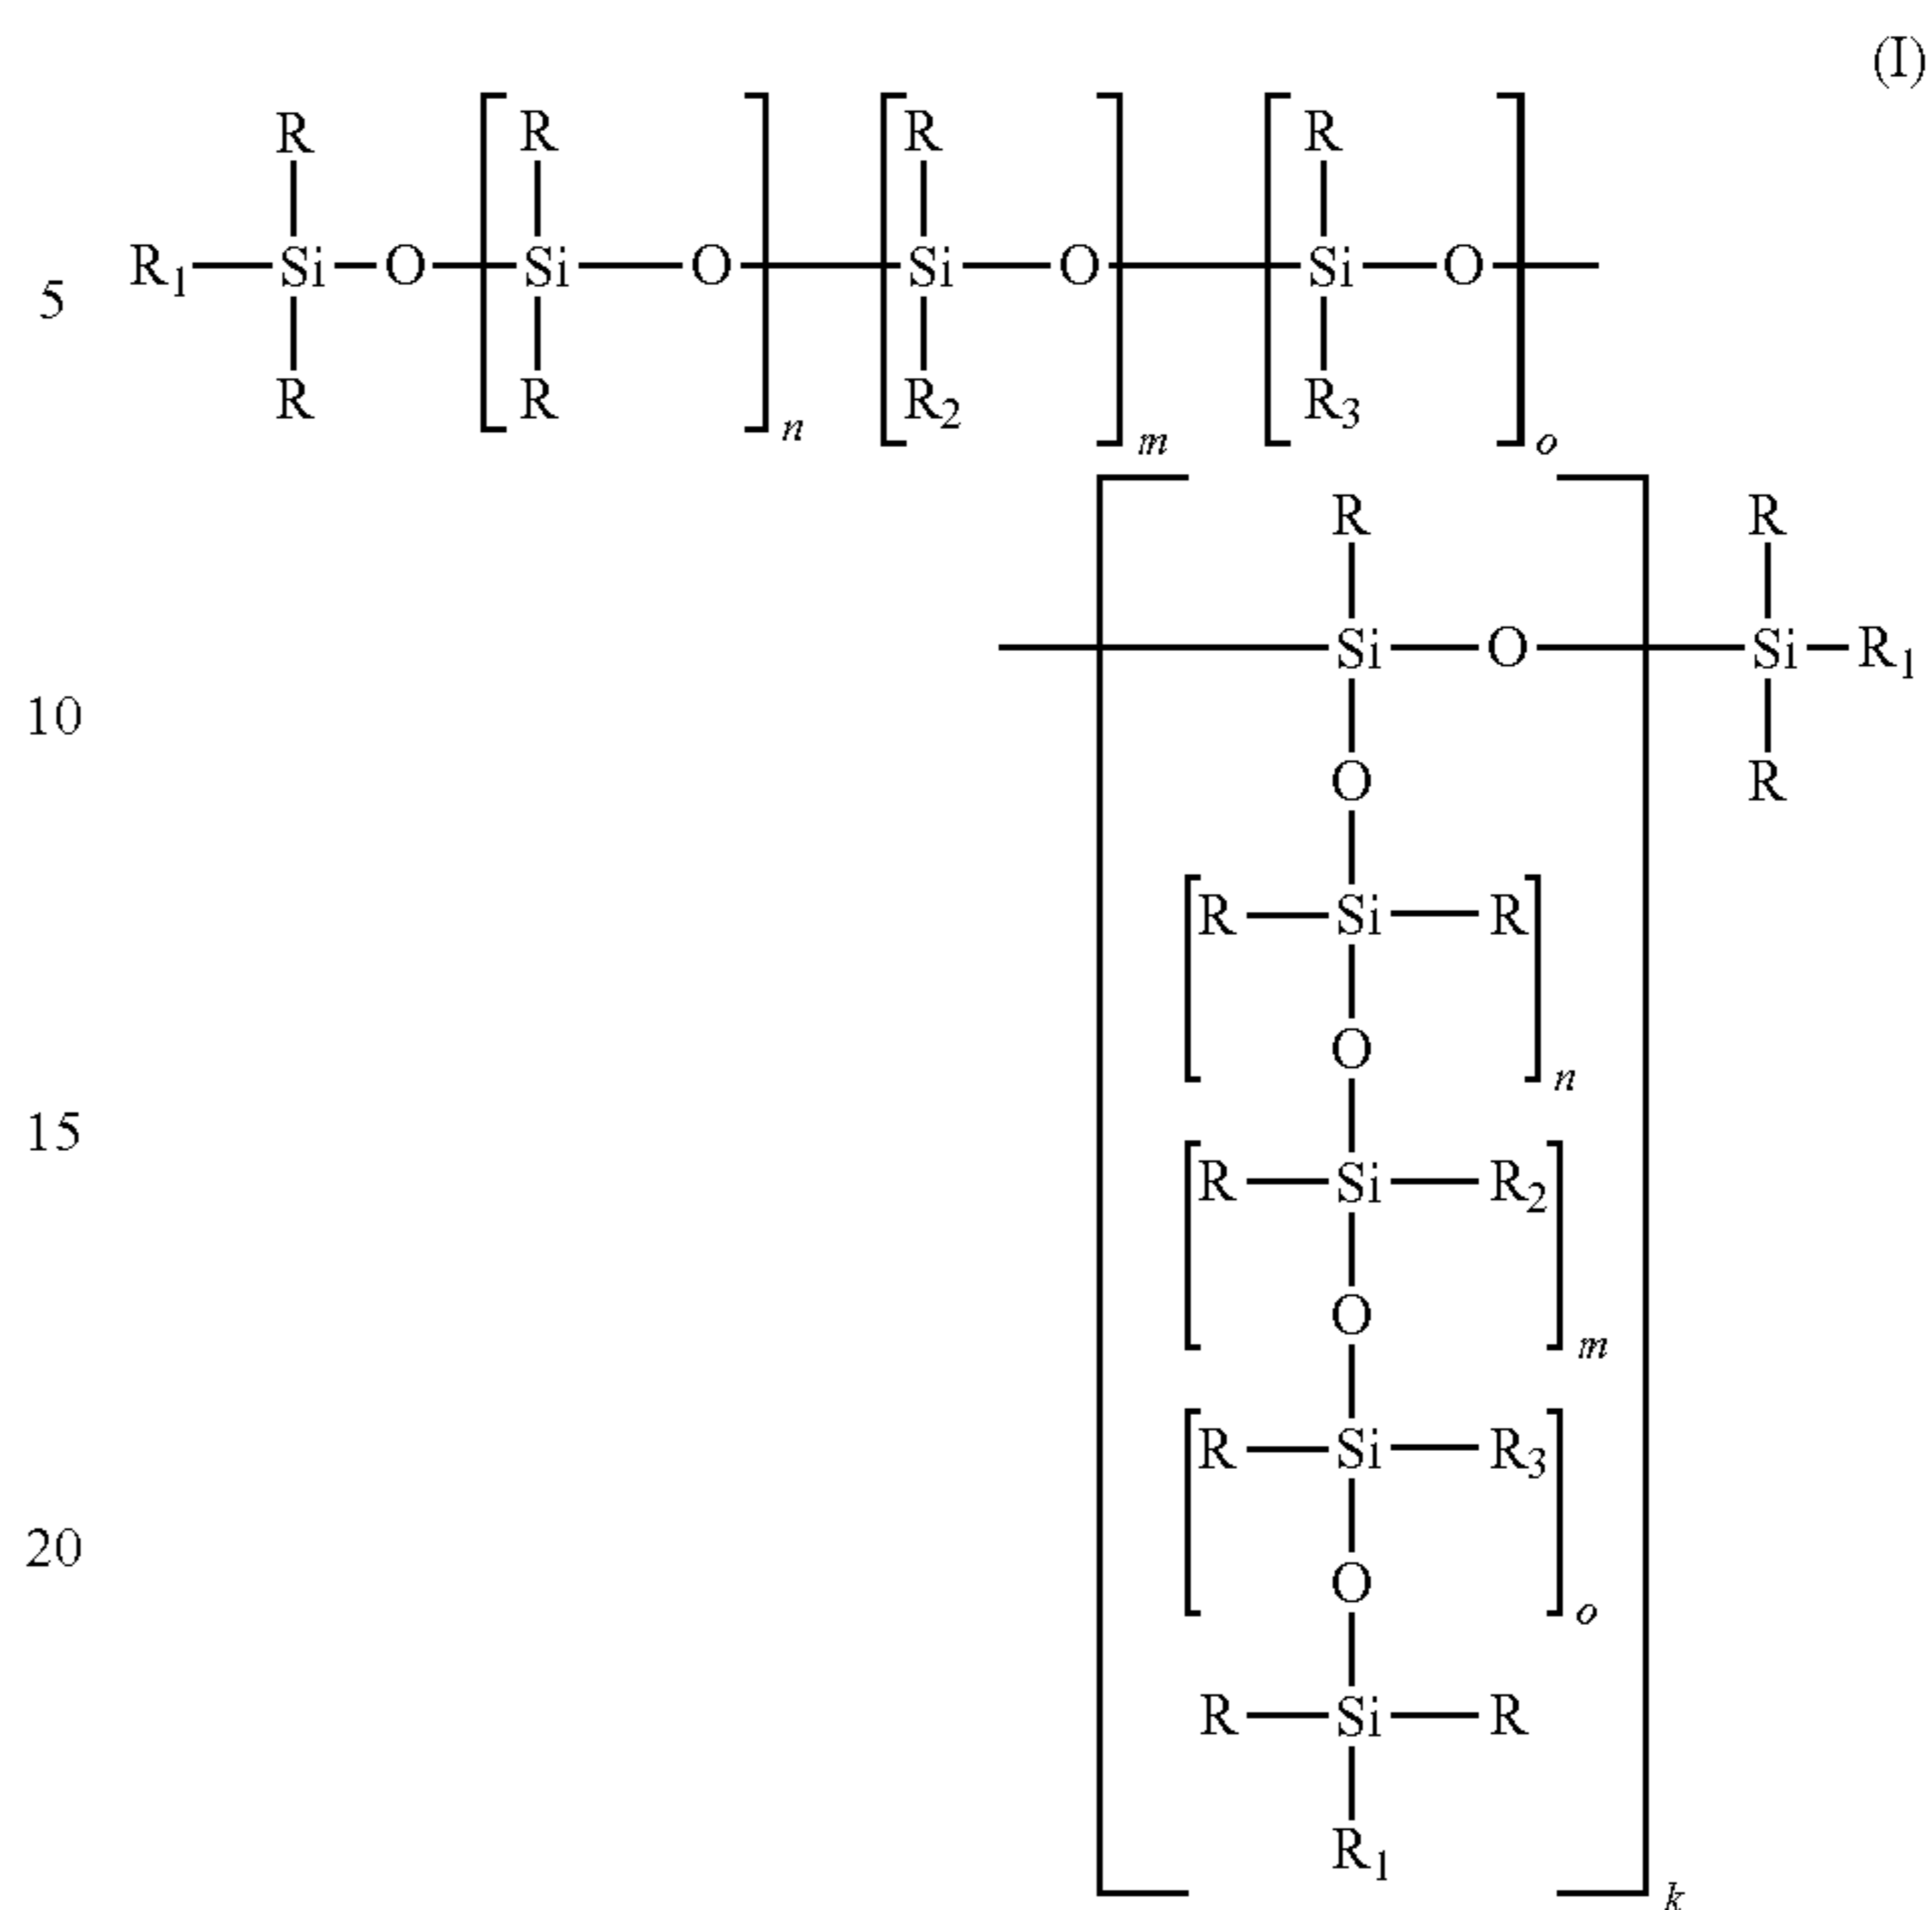 (I)
R R R R
5 R1 Si O Si O Si O Si O
R R R2 R3
n m o
R R
Si O Si R1
10
O R
R Si R
O
n
15
R Si R2
O
m
R Si R3
20
O
o
R Si R
R1
k